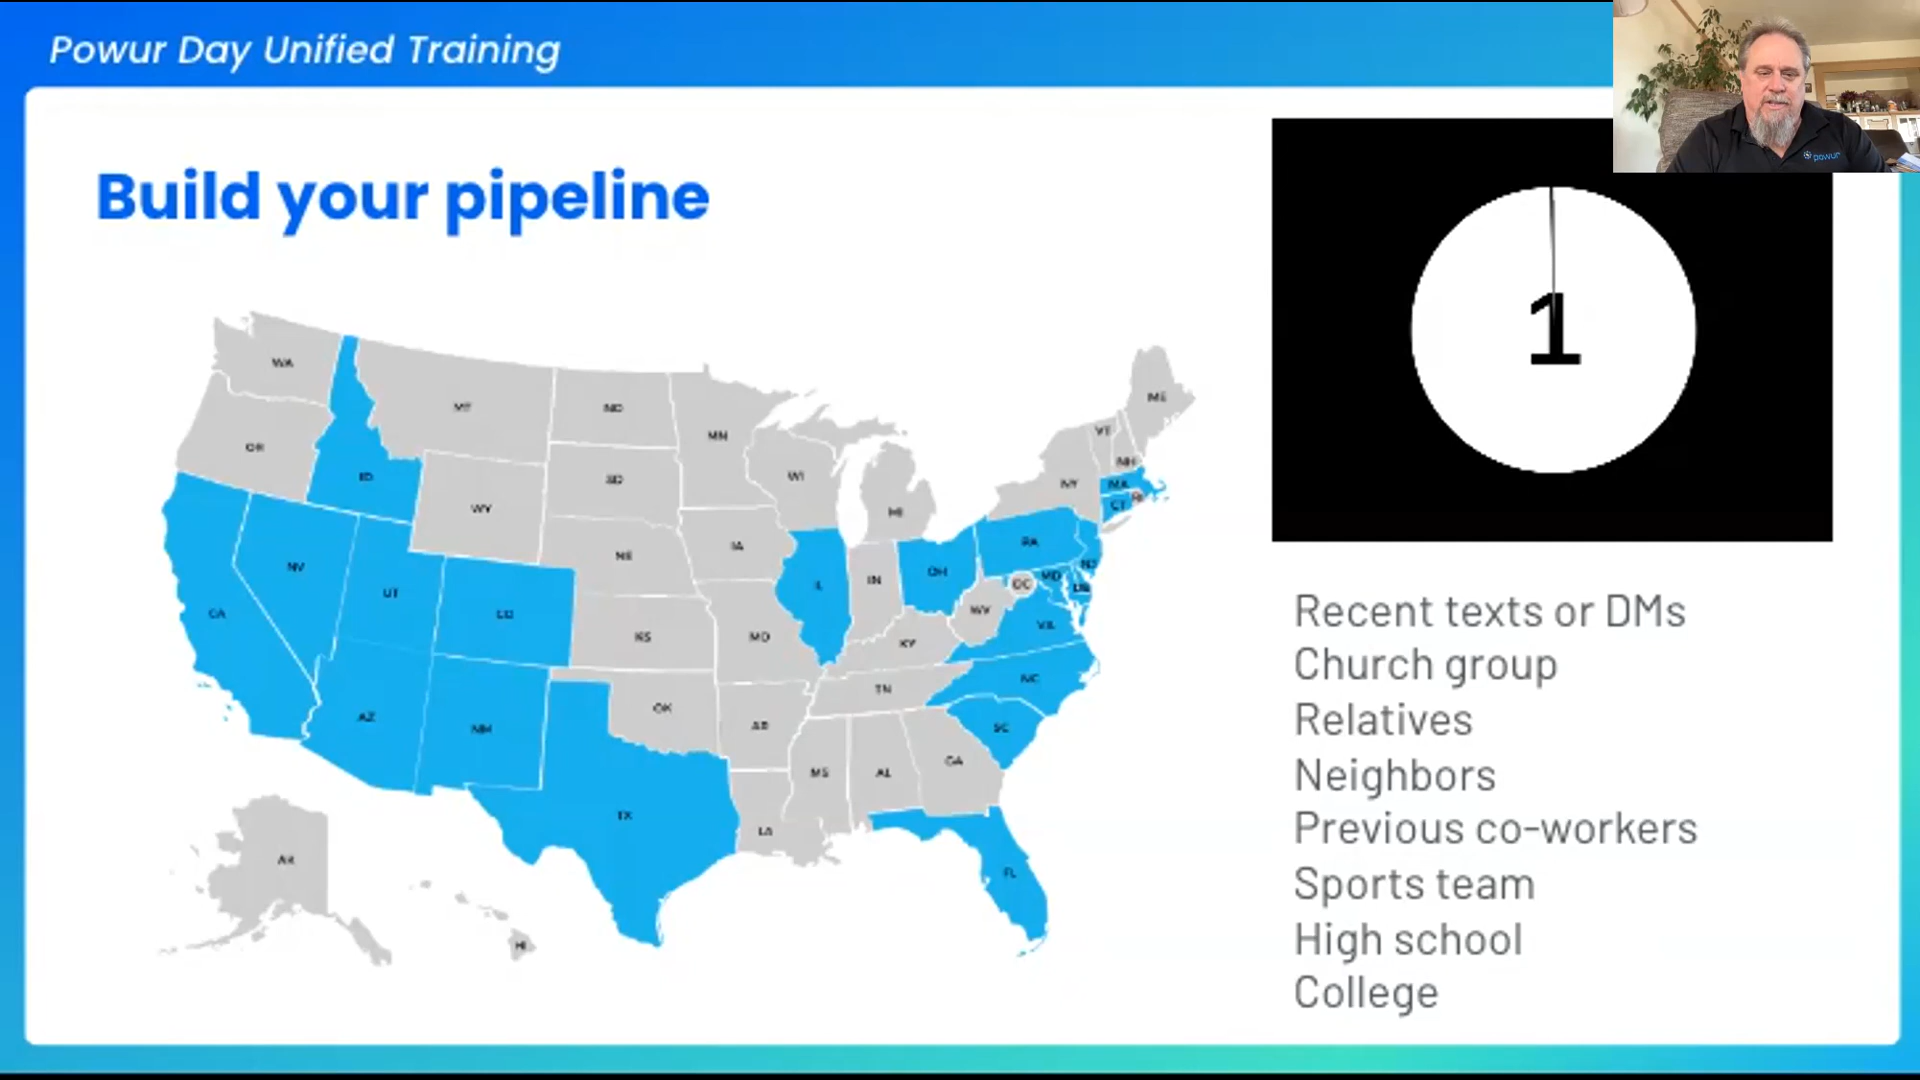 Powur Day Unified Training
powur
Build your pipeline
1
WA
MT
ND
MN
ME
VT
NH
OR
ID
SD
WI
NY
MA
RI
CT
WY
MI
IA
NE
PA
NJ
NV
UT
CO
IL
IN
OH
DC
MD
DE
CA
KS
MO
WV
VA
KY
AZ
NM
OK
TN
NC
AR
SC
MS
AL
GA
TX
LA
AK
HI
FL
Recent texts or DMs
Church group
Relatives
Neighbors
Previous co-workers
Sports team
High school
College